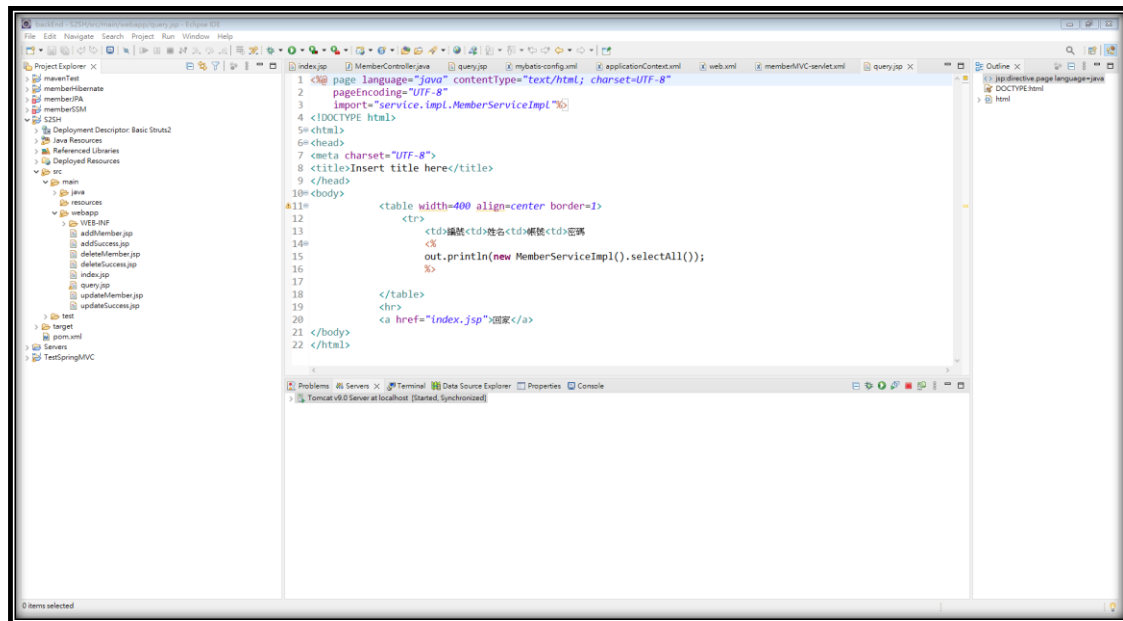 backEnd - S2SH/src/main/webapp/query.jsp - Eclipse IDE
File Edit Navigate Search Project Run Window Help
Project Explorer
mavenTest
memberHibernate
memberJPA
memberSSM
S2SH
Deployment Descriptor: Basic Struts2
Java Resources
Referenced Libraries
Deployed Resources
src
main
java
resources
webapp
WEB-INF
addMember.jsp
addSuccess.jsp
deleteMember.jsp
deleteSuccess.jsp
index.jsp
query.jsp
updateMember.jsp
updateSuccess.jsp
test
target
pom.xml
Servers
TestSpringMVC
index.jsp MemberController.java query.jsp mybatis-config.xml applicationContext.xml web.xml memberMVC-servlet.xml query.jsp
1 <%@ page language="java" contentType="text/html; charset=UTF-8"
2 pageEncoding="UTF-8"
3 import="service.impl.MemberServiceImpl"%>
4 <!DOCTYPE html>
5 <html>
6 <head>
7 <meta charset="UTF-8">
8 <title>Insert title here</title>
9 </head>
10 <body>
11 <table width=400 align=center border=1>
12 <tr>
13 <td>編號<td>姓名<td>帳號<td>密碼
14 <%
15 out.println(new MemberServiceImpl().selectAll());
16 %>
17
18 </table>
19 <hr>
20 <a href="index.jsp">回家</a>
21 </body>
22 </html>
Outline
jsp:directive.page language=java
DOCTYPE:html
html
Problems Servers Terminal Data Source Explorer Properties Console
Tomcat v9.0 Server at localhost [Started, Synchronized]
0 items selected